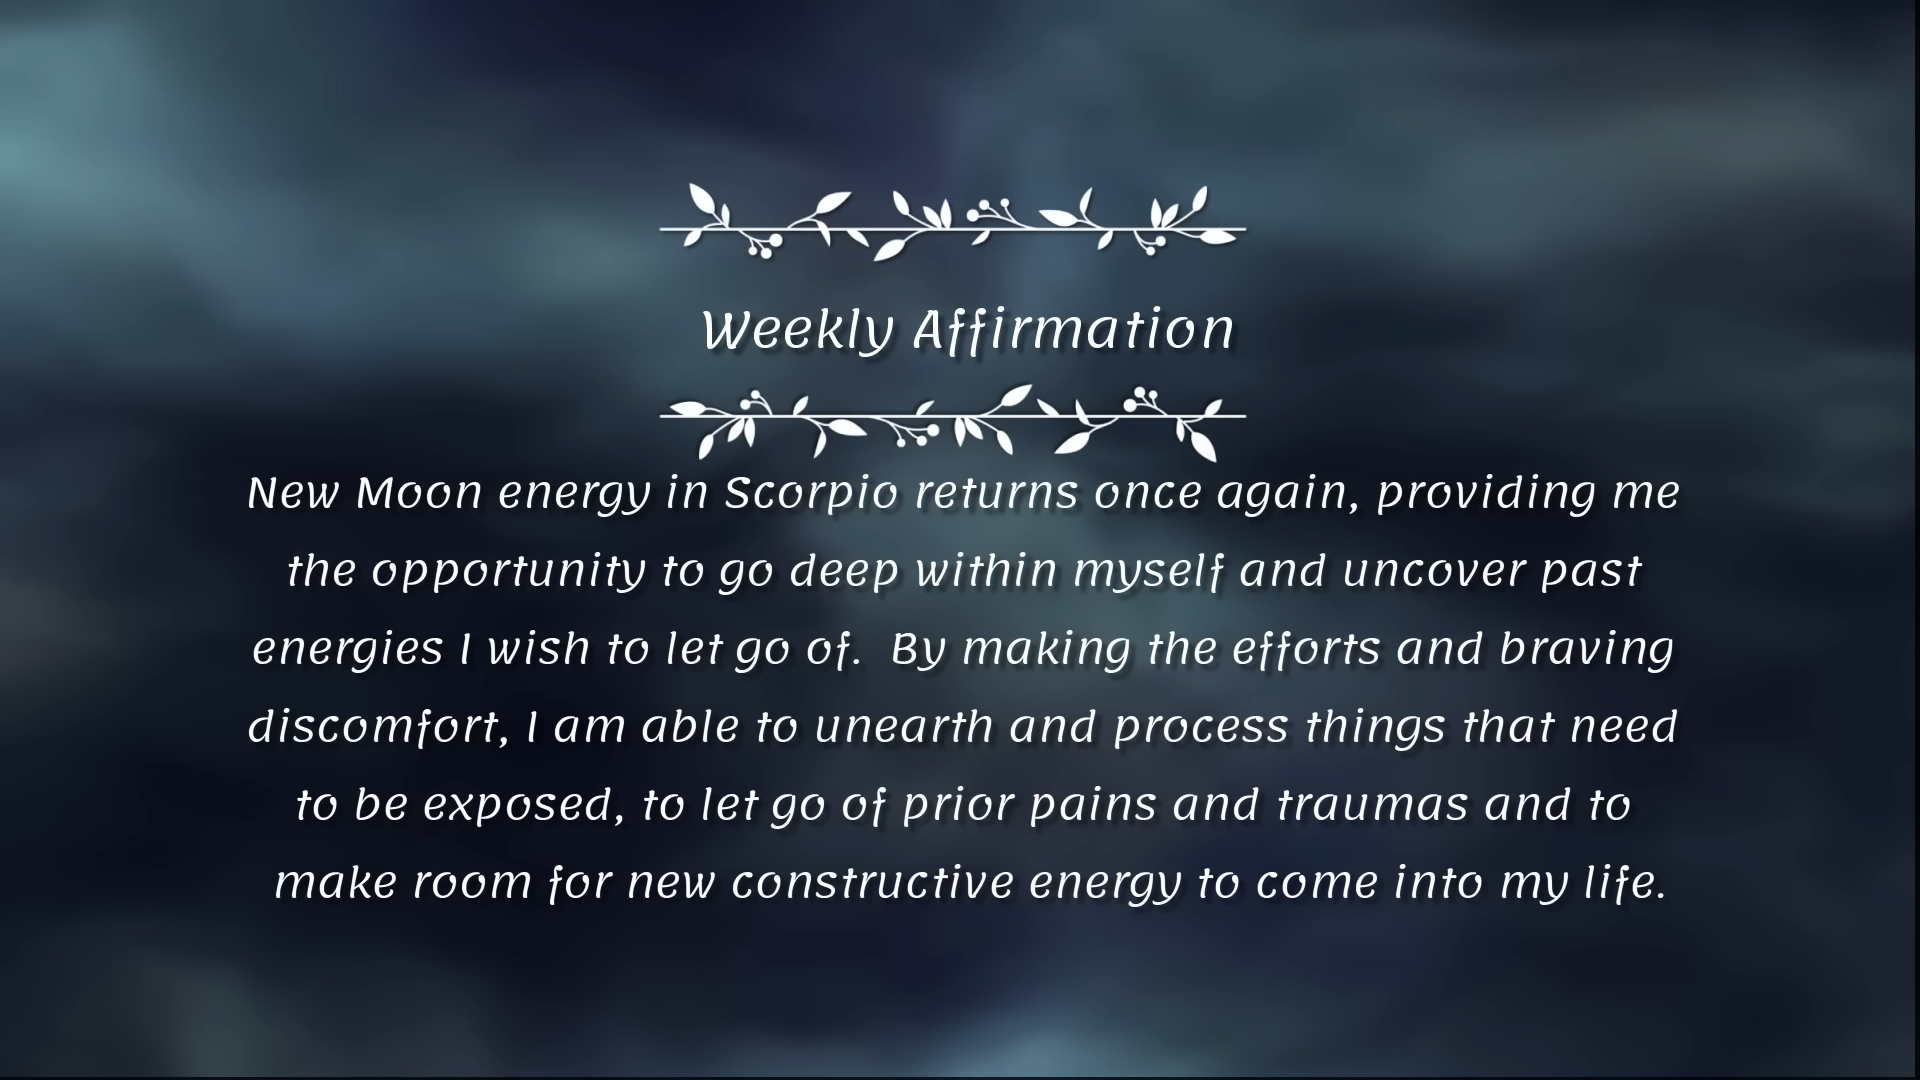 Weekly Affirmation
New Moon energy in Scorpio returns once again, providing me
the opportunity to go deep within myself and uncover past
energies I wish to let go of.  By making the efforts and braving
discomfort, I am able to unearth and process things that need
to be exposed, to let go of prior pains and traumas and to
make room for new constructive energy to come into my life.